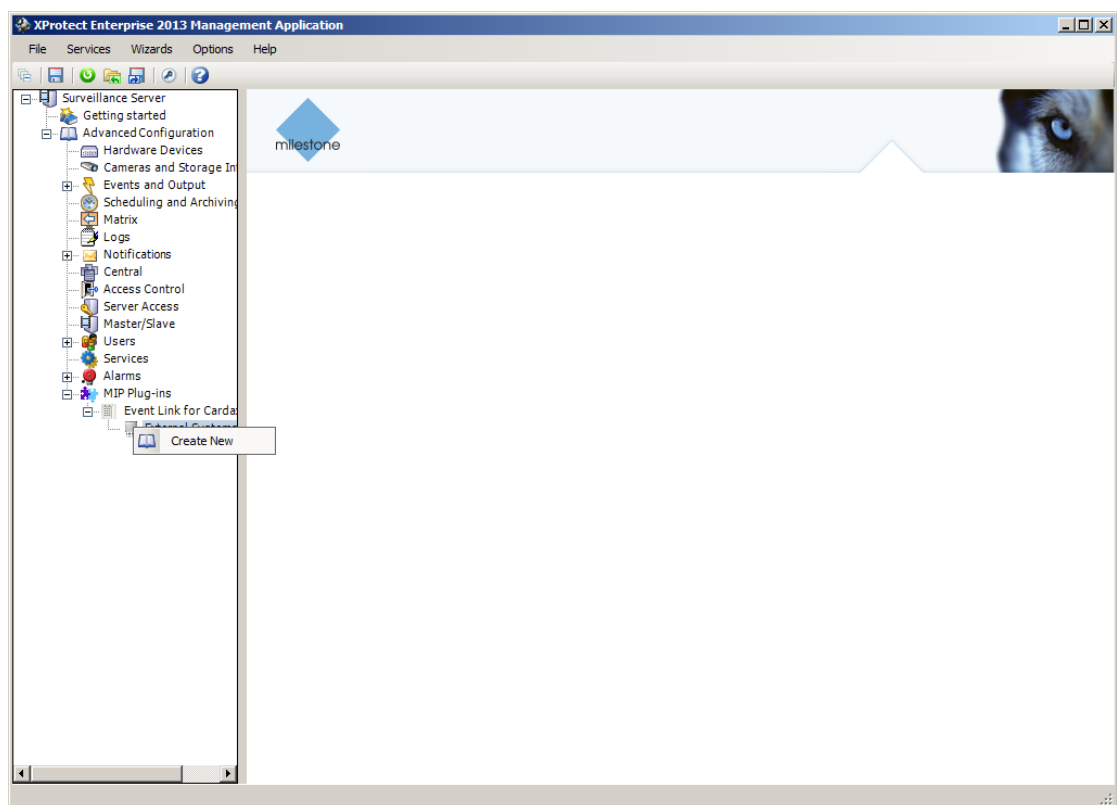 XProtect Enterprise 2013 Management Application
File Services Wizards Options Help
Surveillance Server
Getting started
Advanced Configuration
milestone
Hardware Devices
Cameras and Storage In
Events and Output
Scheduling and Archiving
Matrix
Logs
Notifications
Central
Access Control
Server Access
Master/Slave
Users
Services
Alarms
MIP Plug-ins
Event Link for Carda
External Systems
Create New